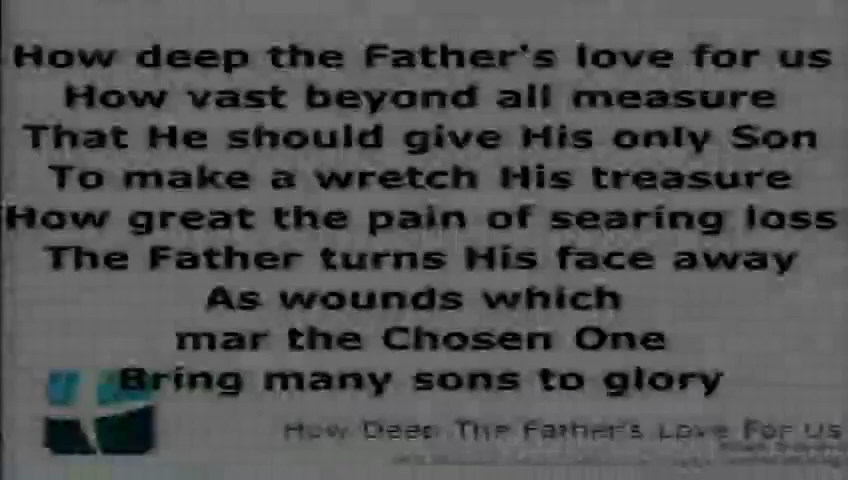 How deep the Father's love for us
How vast beyond all measure
That He should give His only Son
To make a wretch His treasure
How great the pain of searing loss
The Father turns His face away
As wounds which
mar the Chosen One
Bring many sons to glory
How Deep The Father's Love For Us